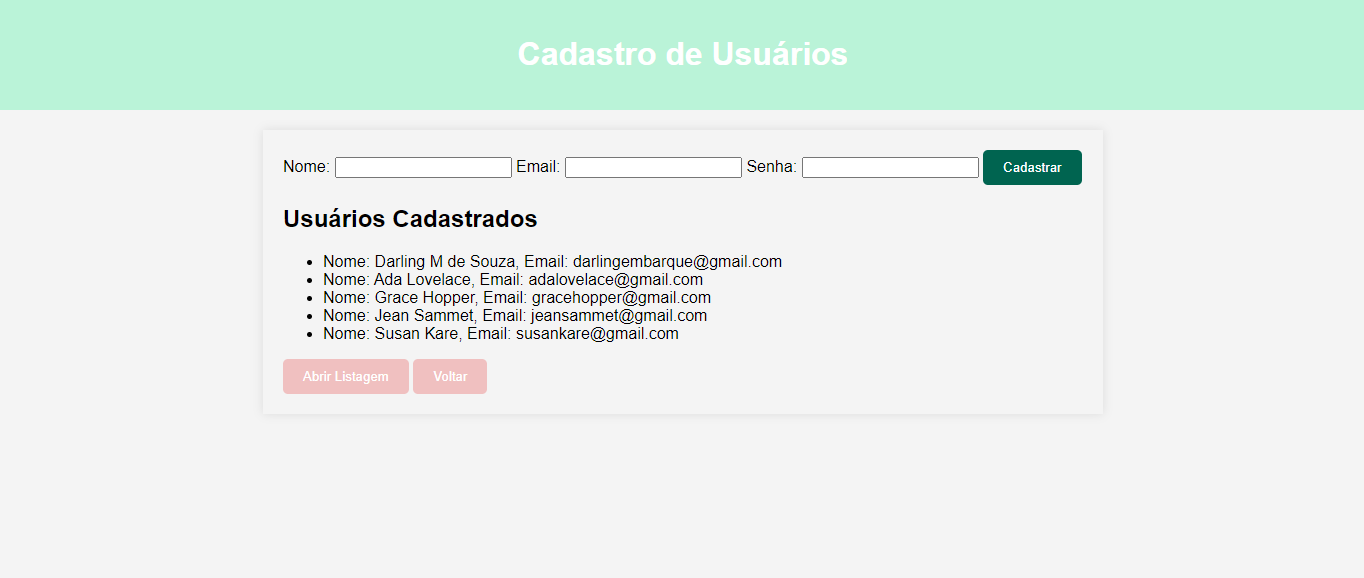 Cadastro de Usuários
Nome: Email: Senha: Cadastrar
Usuários Cadastrados
Nome: Darling M de Souza, Email: darlingembarque@gmail.com
Nome: Ada Lovelace, Email: adalovelace@gmail.com
Nome: Grace Hopper, Email: gracehopper@gmail.com
Nome: Jean Sammet, Email: jeansammet@gmail.com
Nome: Susan Kare, Email: susankare@gmail.com
Abrir Listagem Voltar